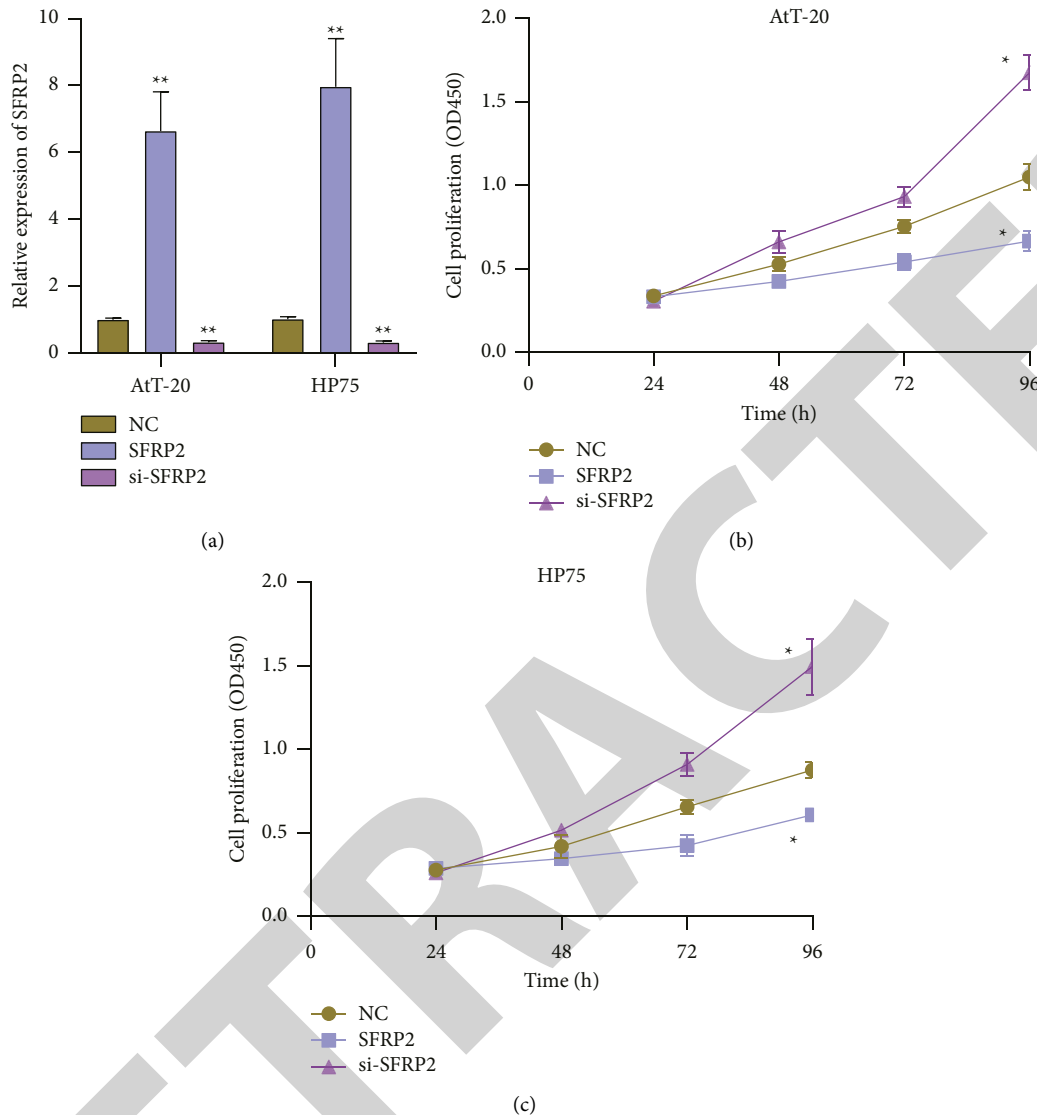 Relative expression of SFRP2
10
8
6
4
2
0
**
**
**
**
AtT-20
HP75
NC
SFRP2
si-SFRP2
(a)
AtT-20
Cell proliferation (OD450)
2.0
1.5
1.0
0.5
0.0
*
*
0
24
48
72
96
Time (h)
NC
SFRP2
si-SFRP2
(b)
HP75
Cell proliferation (OD450)
2.0
1.5
1.0
0.5
0.0
*
*
0
24
48
72
96
Time (h)
NC
SFRP2
si-SFRP2
(c)
TRACTE